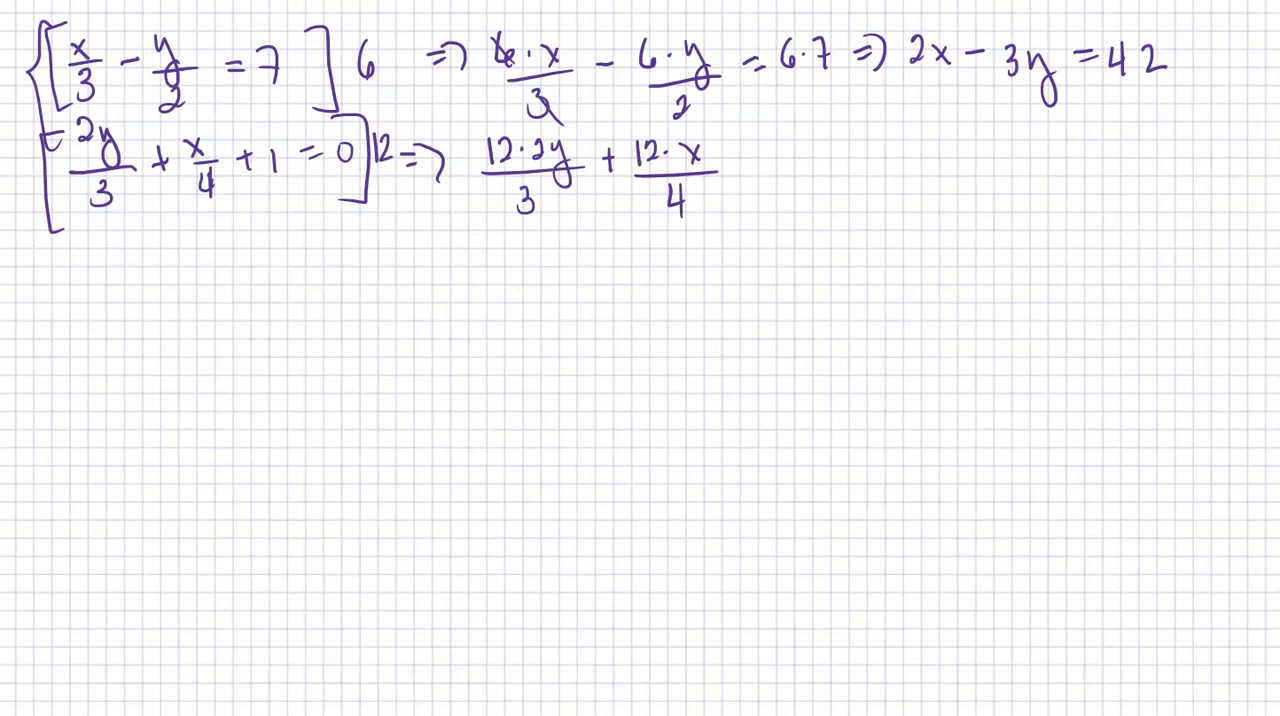 {[x/3 - y/2 = 7] 6 => 6·x/3 - 6·y/2 = 6·7 => 2x - 3y = 42
[2y/3 + x/4 + 1 = 0] 12 => 12·2y/3 + 12·x/4